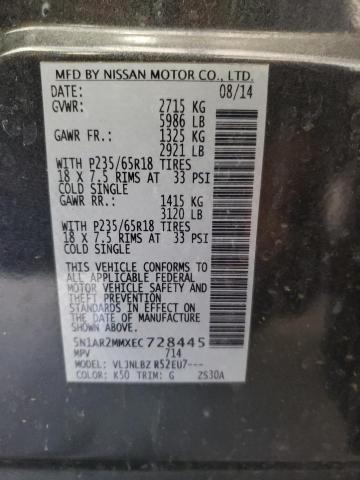 MFD BY NISSAN MOTOR CO., LTD.
DATE: 08/14
GVWR: 2715 KG
5986 LB
GAWR FR.: 1325 KG
2921 LB
WITH P235/65R18 TIRES
18 X 7.5 RIMS AT 33 PSI
COLD SINGLE
GAWR RR.: 1415 KG
3120 LB
WITH P235/65R18 TIRES
18 X 7.5 RIMS AT 33 PSI
COLD SINGLE
THIS VEHICLE CONFORMS TO
ALL APPLICABLE FEDERAL
MOTOR VEHICLE SAFETY
AND THEFT PREVENTION
STANDARDS IN EFFECT ON
THE DATE OF MANUFACTURE
SHOWN ABOVE.
5N1AR2MMXEC728445
MPV 714
MODEL: VLJNLBZ R52EU7---
COLOR: K50 TRIM: G 2S30A